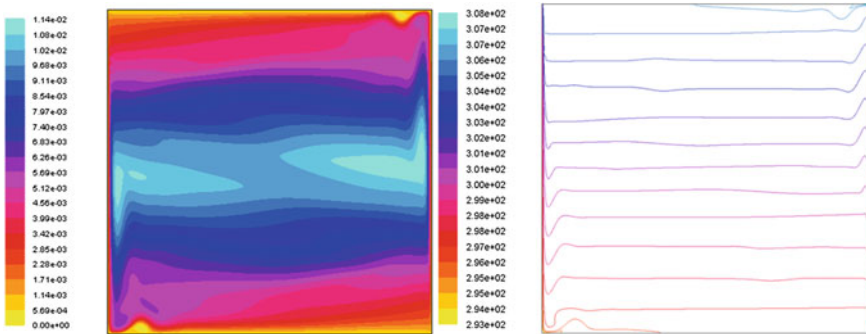 1.14e-02
1.08e-02
1.02e-02
9.68e-03
9.11e-03
8.54e-03
7.97e-03
7.40e-03
6.83e-03
6.26e-03
5.69e-03
5.12e-03
4.56e-03
3.99e-03
3.42e-03
2.85e-03
2.28e-03
1.71e-03
1.14e-03
5.69e-04
0.00e+00
3.08e+02
3.07e+02
3.07e+02
3.06e+02
3.05e+02
3.04e+02
3.04e+02
3.03e+02
3.02e+02
3.01e+02
3.01e+02
3.00e+02
2.99e+02
2.98e+02
2.98e+02
2.97e+02
2.96e+02
2.95e+02
2.95e+02
2.94e+02
2.93e+02